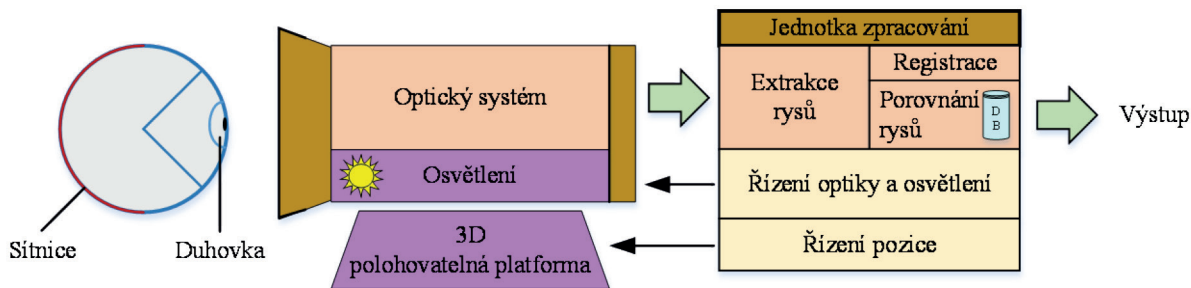 Sítnice
Duhovka
Optický systém
Osvětlení
3D
polohovatelná platforma
Jednotka zpracování
Extrakce
rysů
Registrace
Porovnání
rysů
D
B
Řízení optiky a osvětlení
Řízení pozice
Výstup